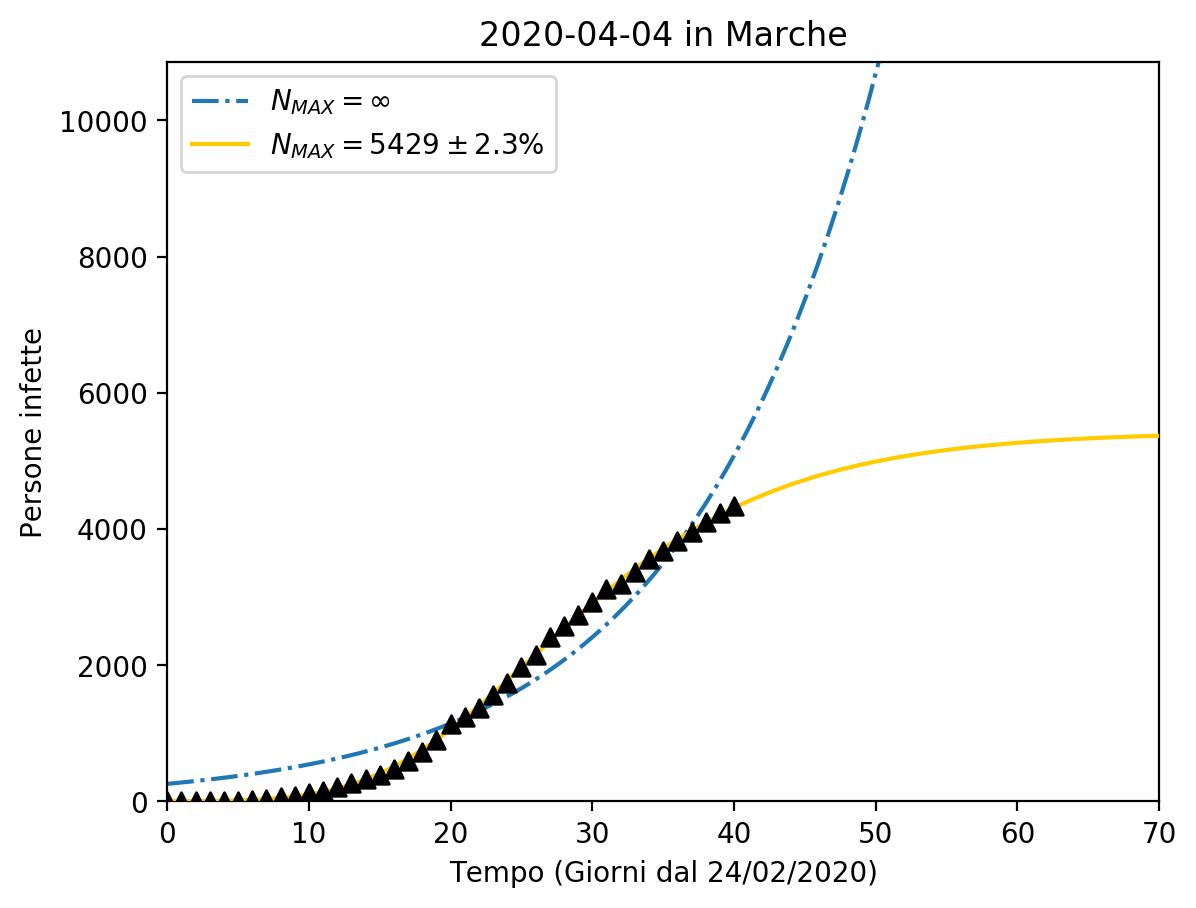 2020-04-04 in Marche
N_MAX = ∞
N_MAX = 5429 ± 2.3%
10000
8000
6000
4000
2000
0
Persone infette
0 10 20 30 40 50 60 70
Tempo (Giorni dal 24/02/2020)